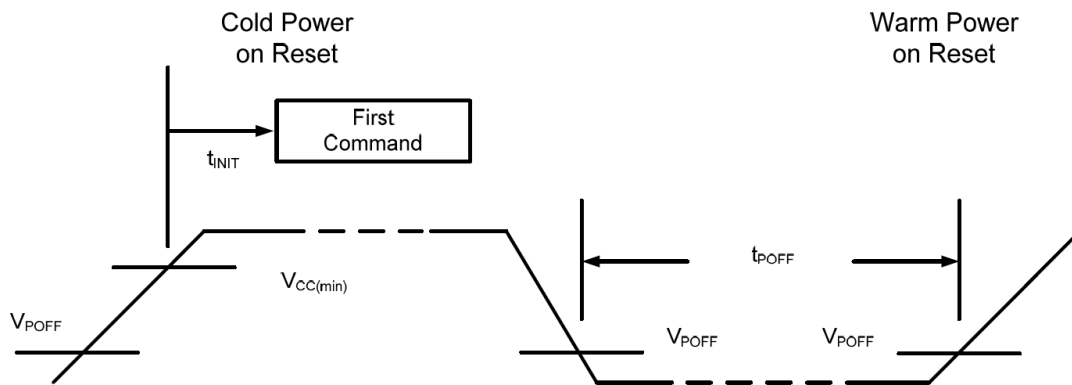 Cold Power
on Reset
Warm Power
on Reset
First
Command
tINIT
tPOFF
VCC(min)
VPOFF
VPOFF
VPOFF